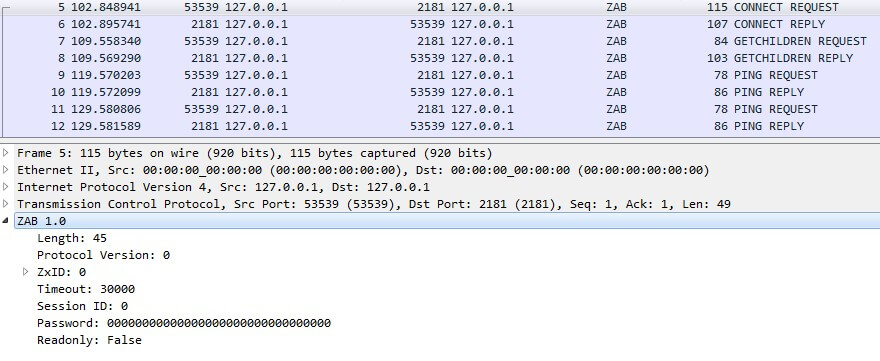 5 102.848941 53539 127.0.0.1 2181 127.0.0.1 ZAB 115 CONNECT REQUEST
6 102.895741 2181 127.0.0.1 53539 127.0.0.1 ZAB 107 CONNECT REPLY
7 109.558340 53539 127.0.0.1 2181 127.0.0.1 ZAB 84 GETCHILDREN REQUEST
8 109.569290 2181 127.0.0.1 53539 127.0.0.1 ZAB 103 GETCHILDREN REPLY
9 119.570203 53539 127.0.0.1 2181 127.0.0.1 ZAB 78 PING REQUEST
10 119.572099 2181 127.0.0.1 53539 127.0.0.1 ZAB 86 PING REPLY
11 129.580806 53539 127.0.0.1 2181 127.0.0.1 ZAB 78 PING REQUEST
12 129.581589 2181 127.0.0.1 53539 127.0.0.1 ZAB 86 PING REPLY
Frame 5: 115 bytes on wire (920 bits), 115 bytes captured (920 bits)
Ethernet II, Src: 00:00:00_00:00:00 (00:00:00:00:00:00), Dst: 00:00:00_00:00:00 (00:00:00:00:00:00)
Internet Protocol Version 4, Src: 127.0.0.1, Dst: 127.0.0.1
Transmission Control Protocol, Src Port: 53539 (53539), Dst Port: 2181 (2181), Seq: 1, Ack: 1, Len: 49
ZAB 1.0
Length: 45
Protocol Version: 0
ZxID: 0
Timeout: 30000
Session ID: 0
Password: 00000000000000000000000000000000
Readonly: False